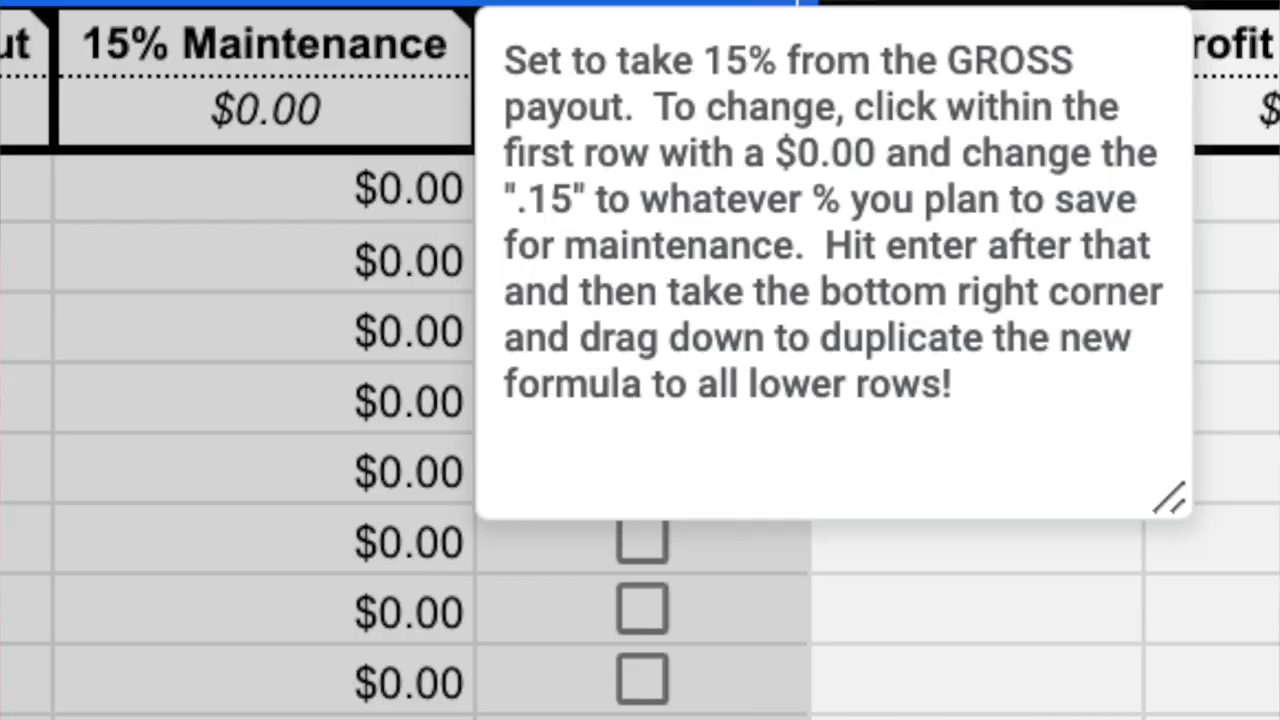 ut
15% Maintenance
$0.00
Set to take 15% from the GROSS
payout.  To change, click within the
first row with a $0.00 and change the
".15" to whatever % you plan to save
for maintenance.  Hit enter after that
and then take the bottom right corner
and drag down to duplicate the new
formula to all lower rows!
rofit
$
$0.00
$0.00
$0.00
$0.00
$0.00
$0.00
$0.00
$0.00